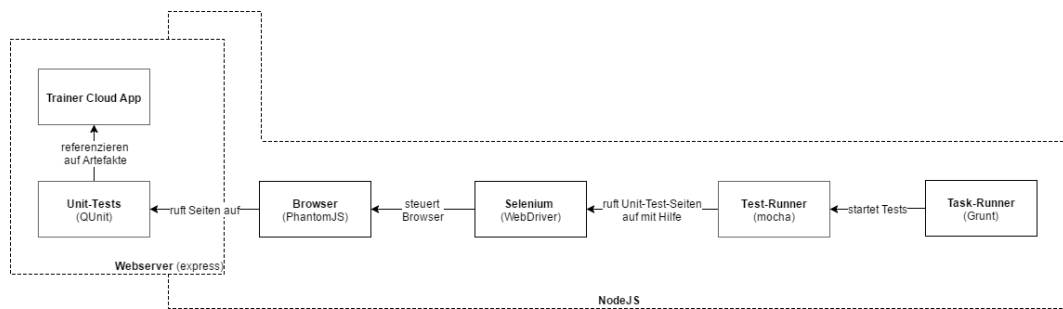 Trainer Cloud App
referenzieren
auf Artefakte
Unit-Tests
(QUnit)
ruft Seiten auf
Browser
(PhantomJS)
steuert
Browser
Selenium
(WebDriver)
ruft Unit-Test-Seiten
auf mit Hilfe
Test-Runner
(mocha)
startet Tests
Task-Runner
(Grunt)
Webserver (express)
NodeJS